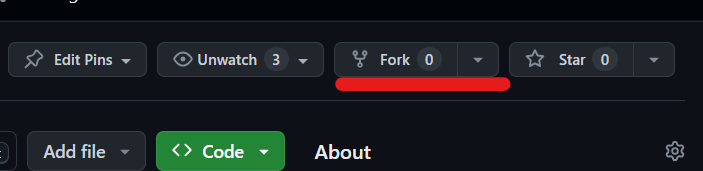 Edit Pins
Unwatch 3
Fork 0
Star 0
Add file
<> Code
About